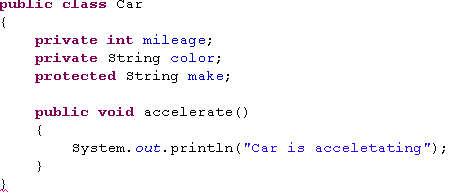 public class Car
{
    private int mileage;
    private String color;
    protected String make;

    public void accelerate()
    {
        System.out.println("Car is acceletating");
    }
}